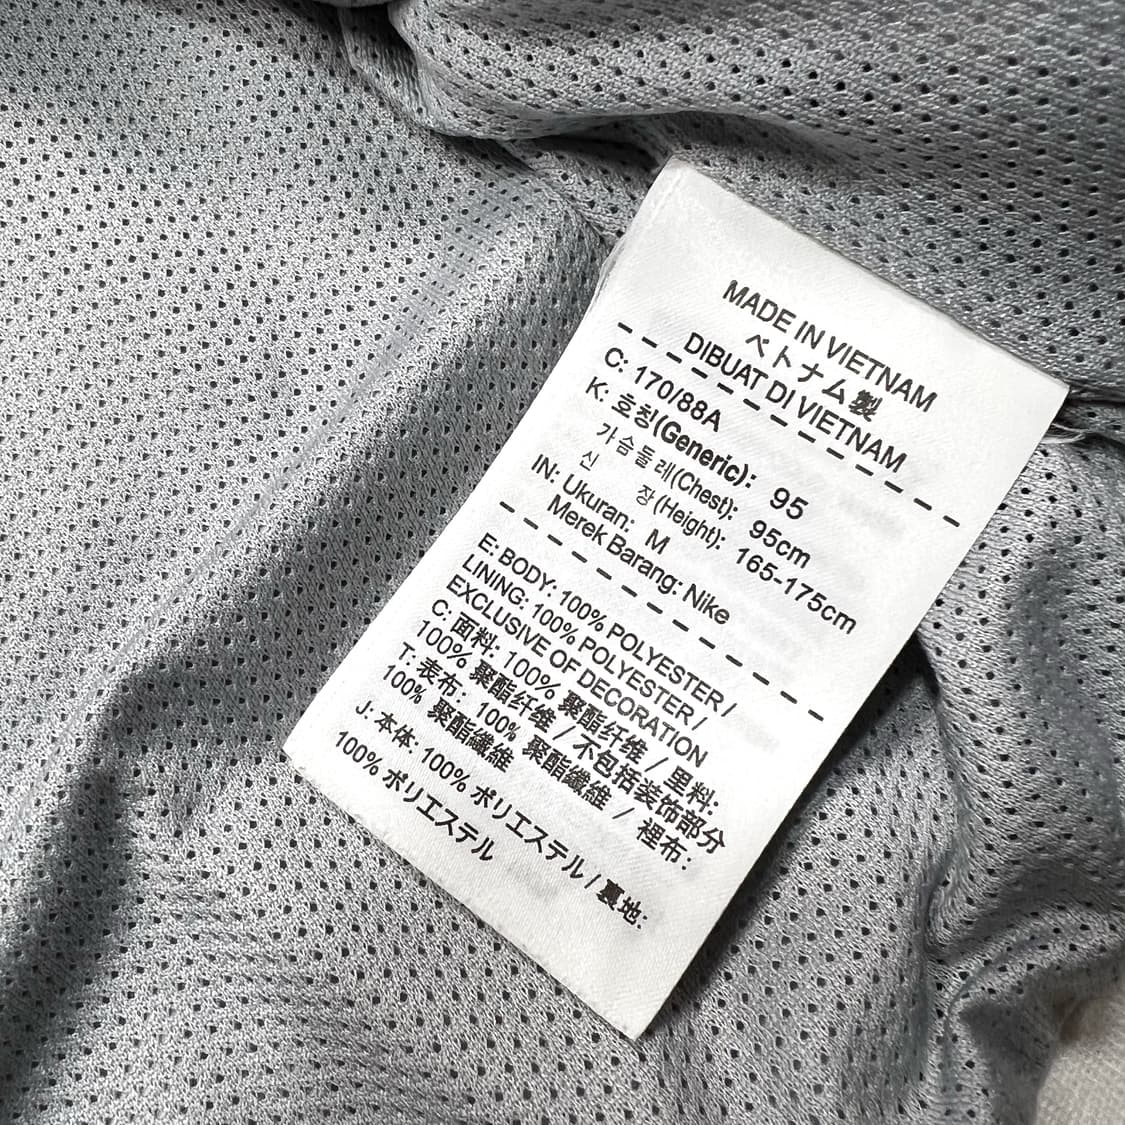 MADE IN VIETNAM
ベトナム製
DIBUAT DI VIETNAM
C: 170/88A
K: 호칭(Generic): 95
가슴둘레(Chest): 95cm
신 장(Height): 165-175cm
IN: Ukuran: M
Merek Barang: Nike
E: BODY: 100% POLYESTER /
LINING: 100% POLYESTER /
EXCLUSIVE OF DECORATION
C: 面料: 100% 聚酯纤维 / 里料:
100% 聚酯纤维 / 不包括装饰部分
T: 表布: 100% 聚酯纖維 / 裡布:
100% 聚酯纖維
J: 本体: 100% ポリエステル / 裏地:
100% ポリエステル